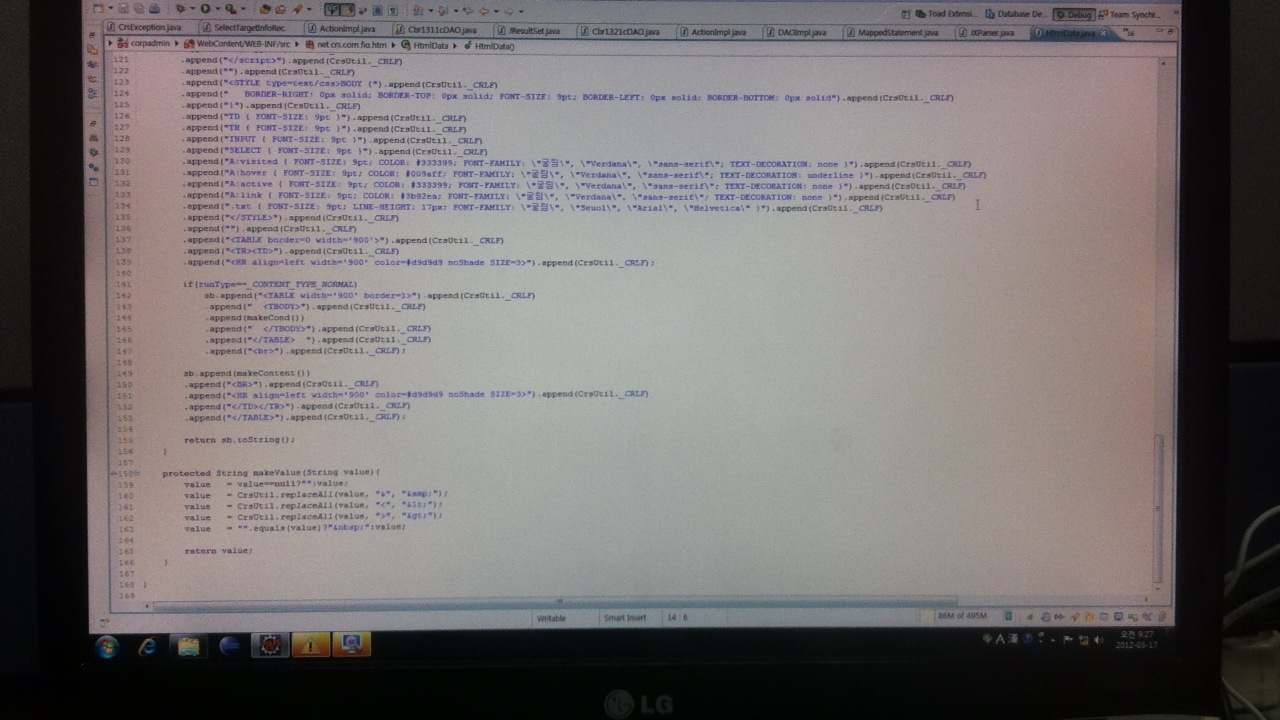 Toad Extensi... Database De... Debug Team Synchr...
CrsException.java SelectTargetInfoRec. ActionImpl.java Cbr1311cDAO.java JResultSet.java Cbr1321cDAO.java ActionImpl.java DAOImpl.java MappedStatement.java JXParser.java HtmlData.java
corpadmin WebContent/WEB-INF/src net.crs.com.fio.htm HtmlData HtmlData()
121 .append("</script>").append(CrsUtil._CRLF)
122 .append("").append(CrsUtil._CRLF)
123 .append("<STYLE type=text/css>BODY {").append(CrsUtil._CRLF)
124 .append("   BORDER-RIGHT: 0px solid; BORDER-TOP: 0px solid; FONT-SIZE: 9pt; BORDER-LEFT: 0px solid; BORDER-BOTTOM: 0px solid").append(CrsUtil._CRLF)
125 .append("}").append(CrsUtil._CRLF)
126 .append("TD { FONT-SIZE: 9pt }").append(CrsUtil._CRLF)
127 .append("TH { FONT-SIZE: 9pt }").append(CrsUtil._CRLF)
128 .append("INPUT { FONT-SIZE: 9pt }").append(CrsUtil._CRLF)
129 .append("SELECT { FONT-SIZE: 9pt }").append(CrsUtil._CRLF)
130 .append("A:visited { FONT-SIZE: 9pt; COLOR: #333399; FONT-FAMILY: \"굴림\", \"Verdana\", \"sans-serif\"; TEXT-DECORATION: none }").append(CrsUtil._CRLF)
131 .append("A:hover { FONT-SIZE: 9pt; COLOR: #009aff; FONT-FAMILY: \"굴림\", \"Verdana\", \"sans-serif\"; TEXT-DECORATION: underline }").append(CrsUtil._CRLF)
132 .append("A:active { FONT-SIZE: 9pt; COLOR: #333399; FONT-FAMILY: \"굴림\", \"Verdana\", \"sans-serif\"; TEXT-DECORATION: none }").append(CrsUtil._CRLF)
133 .append("A:link { FONT-SIZE: 9pt; COLOR: #3b92ea; FONT-FAMILY: \"굴림\", \"Verdana\", \"sans-serif\"; TEXT-DECORATION: none }").append(CrsUtil._CRLF)
134 .append(".txt { FONT-SIZE: 9pt; LINE-HEIGHT: 17px; FONT-FAMILY: \"굴림\", \"Seoul\", \"Arial\", \"Helvetica\" }").append(CrsUtil._CRLF)
135 .append("</STYLE>").append(CrsUtil._CRLF)
136 .append("").append(CrsUtil._CRLF)
137 .append("<TABLE border=0 width='900'>").append(CrsUtil._CRLF)
138 .append("<TR><TD>").append(CrsUtil._CRLF)
139 .append("<HR align=left width='900' color=#d9d9d9 noShade SIZE=3>").append(CrsUtil._CRLF);
140
141 if(runType==_CONTENT_TYPE_NORMAL)
142 sb.append("<TABLE width='900' border=1>").append(CrsUtil._CRLF)
143 .append("  <TBODY>").append(CrsUtil._CRLF)
144 .append(makeCond())
145 .append("  </TBODY>").append(CrsUtil._CRLF)
146 .append("</TABLE>  ").append(CrsUtil._CRLF)
147 .append("<br>").append(CrsUtil._CRLF);
148
149 sb.append(makeContent())
150 .append("<BR>").append(CrsUtil._CRLF)
151 .append("<HR align=left width='900' color=#d9d9d9 noShade SIZE=3>").append(CrsUtil._CRLF)
152 .append("</TD></TR>").append(CrsUtil._CRLF)
153 .append("</TABLE>").append(CrsUtil._CRLF);
154
155 return sb.toString();
156 }
157
158 protected String makeValue(String value){
159 value = value==null?"":value;
160 value = CrsUtil.replaceAll(value, "&", "&amp;");
161 value = CrsUtil.replaceAll(value, "<", "&lt;");
162 value = CrsUtil.replaceAll(value, ">", "&gt;");
163 value = "".equals(value)?"&nbsp;":value;
164
165 return value;
166 }
167
168 }
169
Writable Smart Insert 14 : 6 86M of 495M
A 漢 오전 9:27
2012-03-17
LG